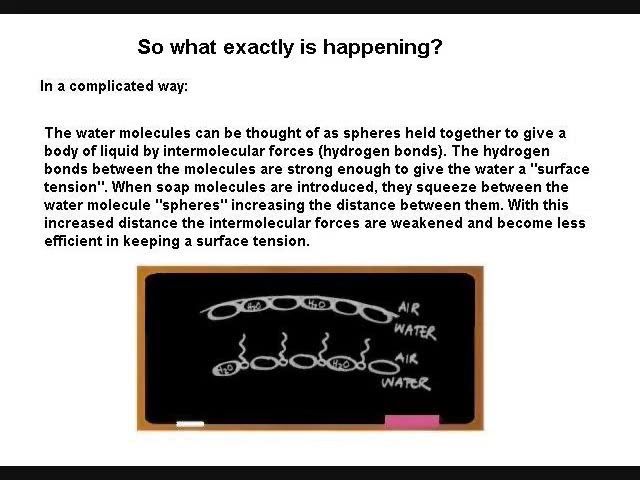 So what exactly is happening?
In a complicated way:
The water molecules can be thought of as spheres held together to give a
body of liquid by intermolecular forces (hydrogen bonds). The hydrogen
bonds between the molecules are strong enough to give the water a "surface
tension". When soap molecules are introduced, they squeeze between the
water molecule "spheres" increasing the distance between them. With this
increased distance the intermolecular forces are weakened and become less
efficient in keeping a surface tension.
H₂O H₂O AIR
WATER
H₂O H₂O AIR
WATER